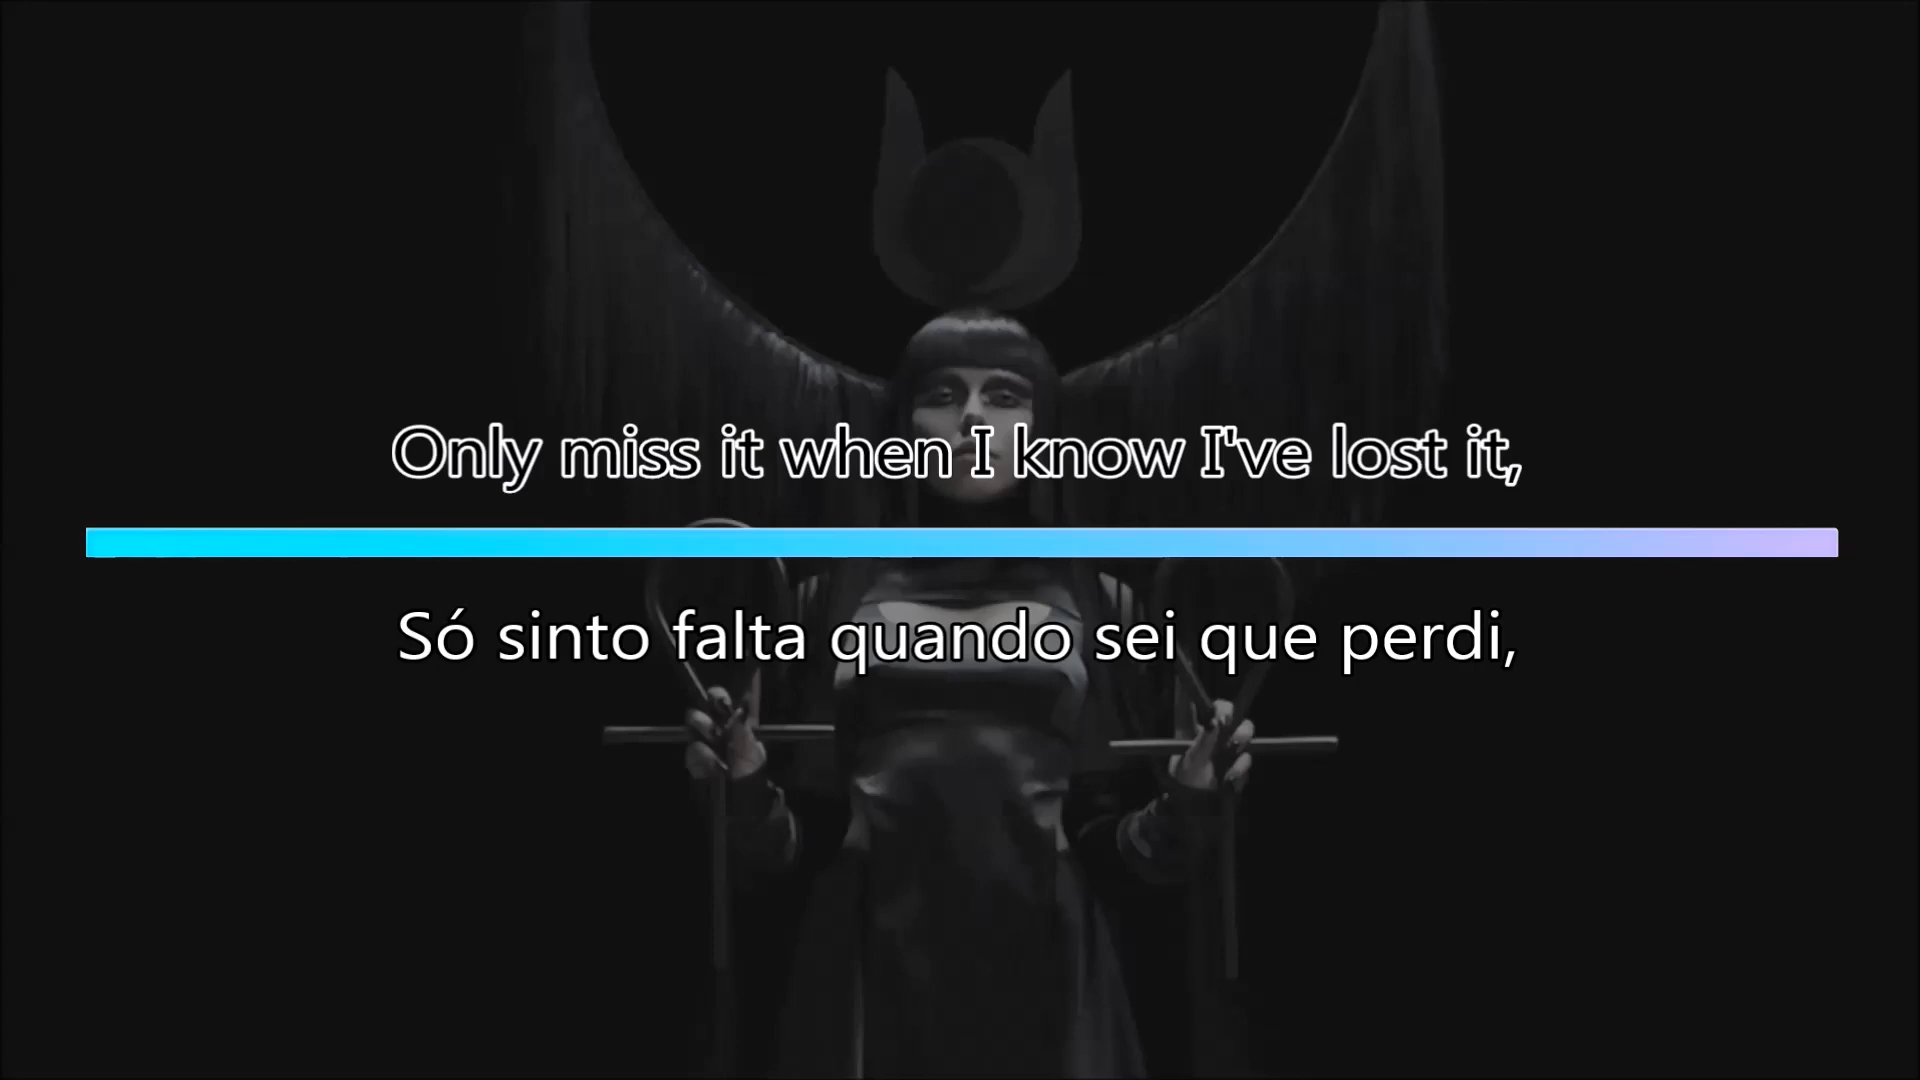 Only miss it when I know I've lost it,
Só sinto falta quando sei que perdi,